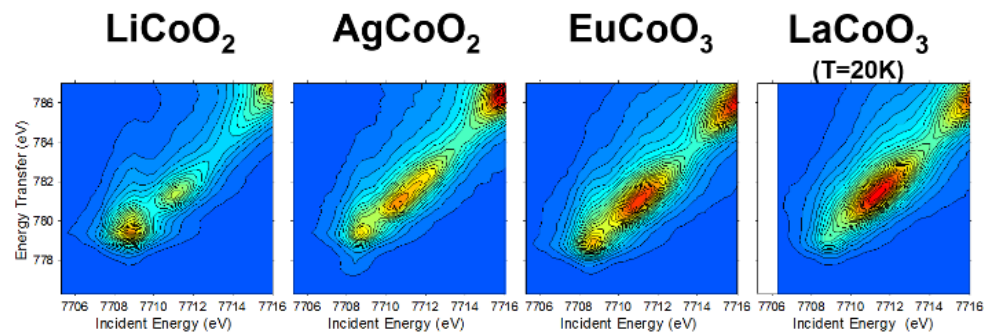 LiCoO₂ AgCoO₂ EuCoO₃ LaCoO₃
(T=20K)
Energy Transfer (eV)
786
784
782
780
778
7706 7708 7710 7712 7714 7716 7706 7708 7710 7712 7714 7716 7706 7708 7710 7712 7714 7716 7706 7708 7710 7712 7714 7716
Incident Energy (eV) Incident Energy (eV) Incident Energy (eV) Incident Energy (eV)